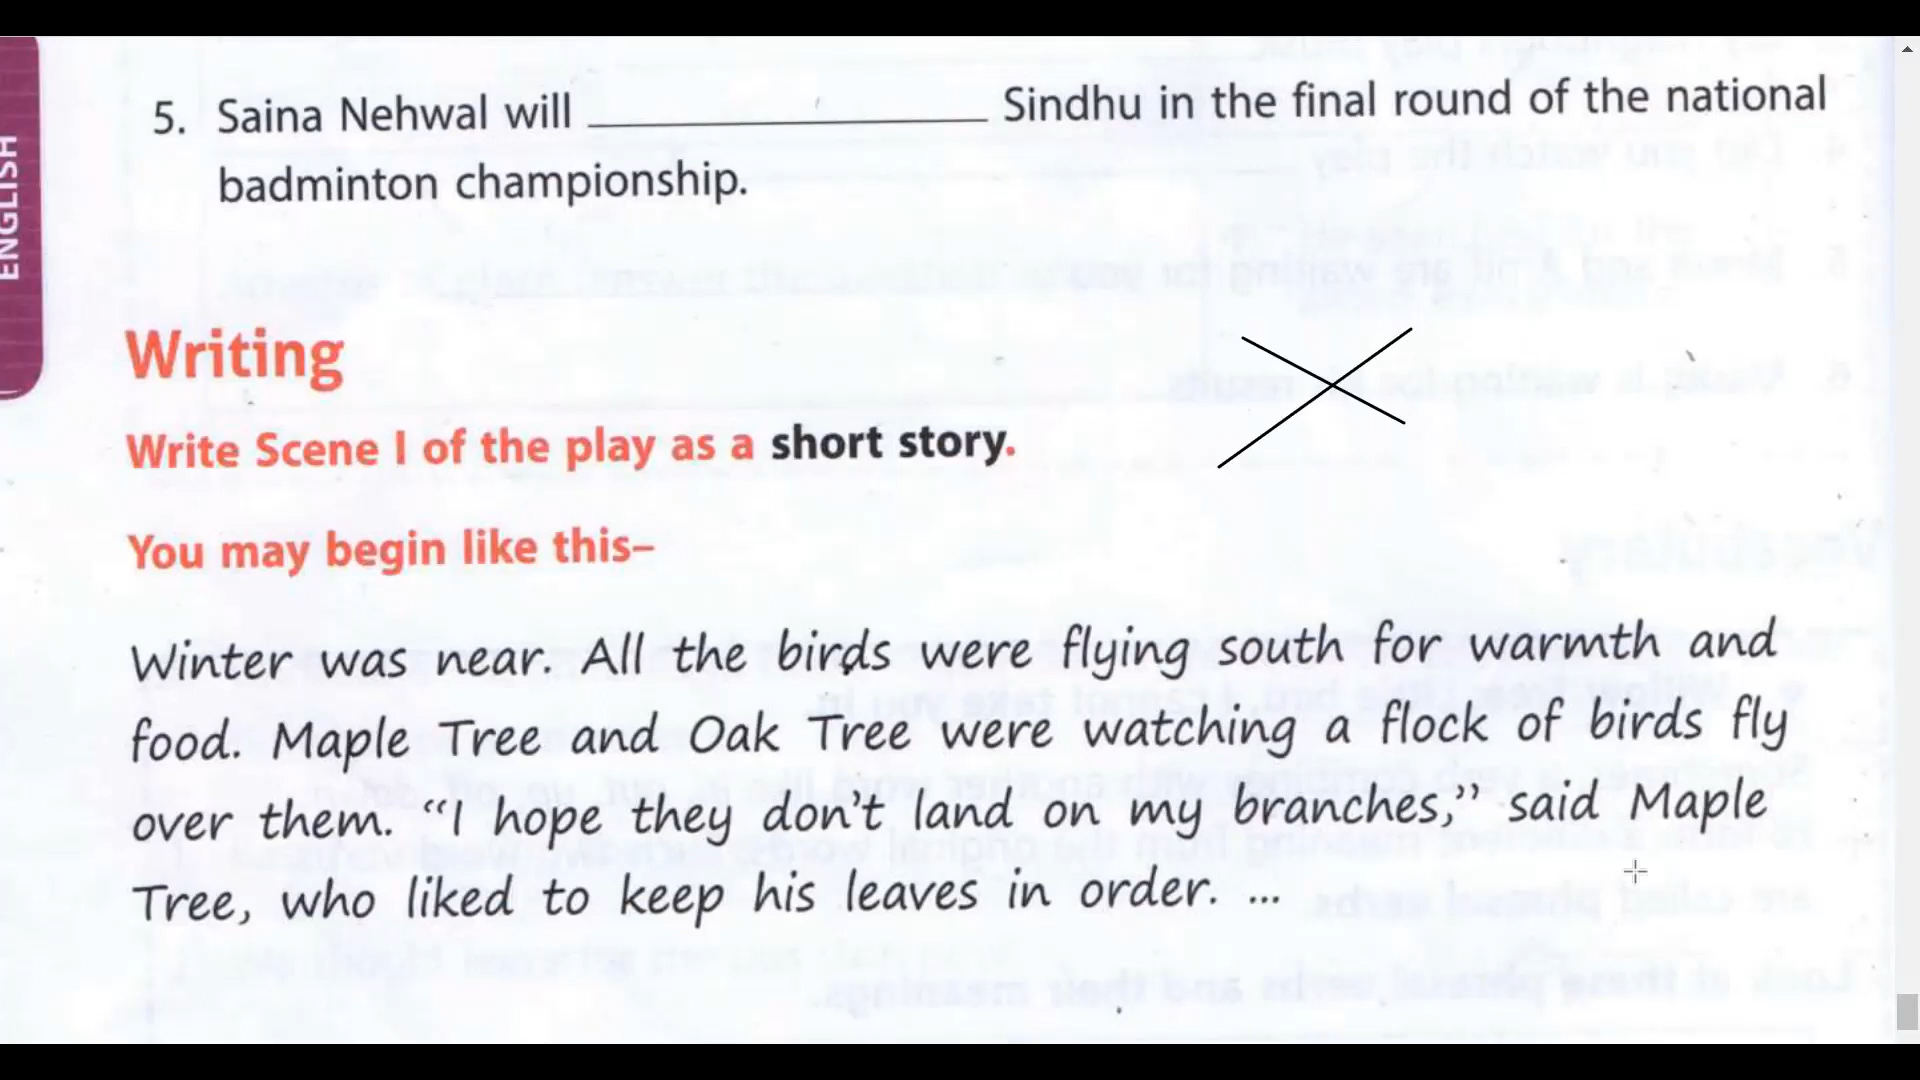 ENGLISH
5. Saina Nehwal will ____________ Sindhu in the final round of the national
badminton championship.
Writing
Write Scene I of the play as a short story.
You may begin like this–
Winter was near. All the birds were flying south for warmth and
food. Maple Tree and Oak Tree were watching a flock of birds fly
over them. “I hope they don’t land on my branches,” said Maple
Tree, who liked to keep his leaves in order. ...